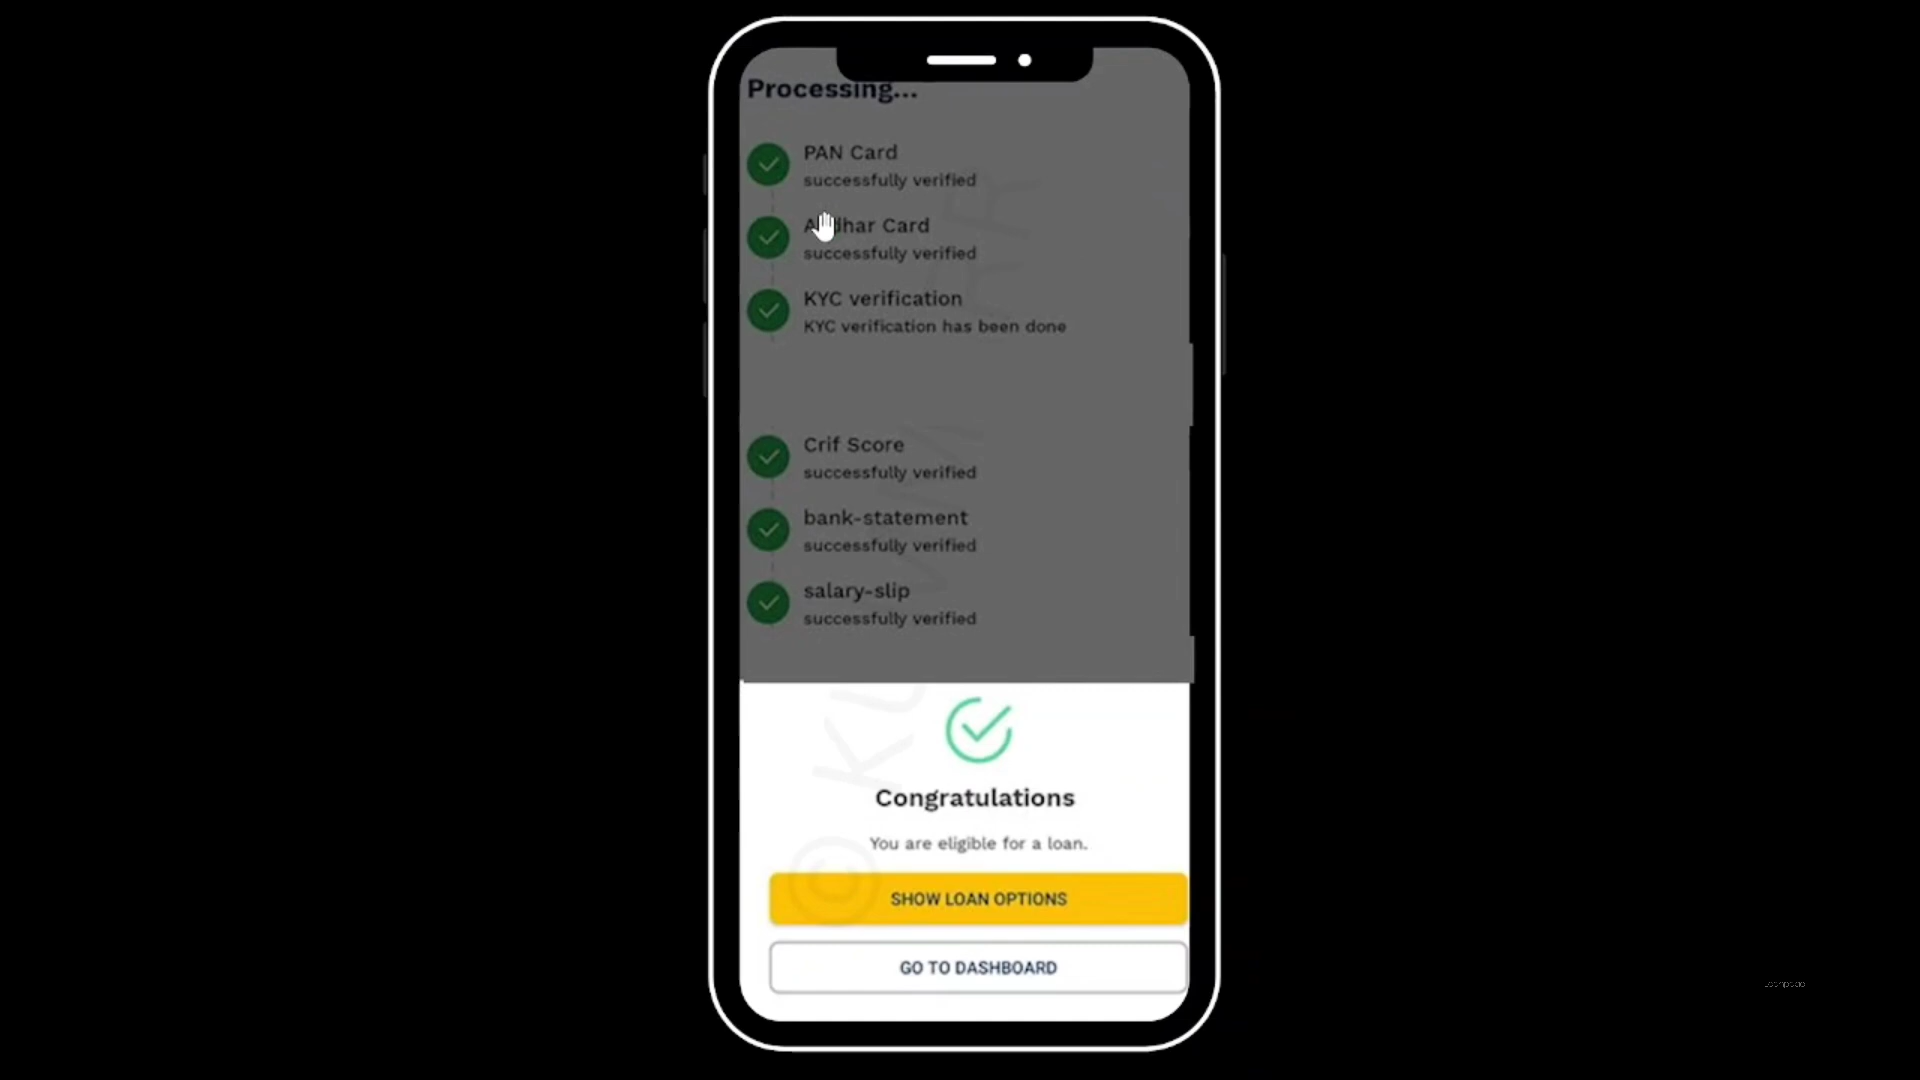 Processing...
PAN Card
successfully verified
Aadhar Card
successfully verified
KYC verification
KYC verification has been done
Crif Score
successfully verified
bank-statement
successfully verified
salary-slip
successfully verified
Congratulations
You are eligible for a loan.
SHOW LOAN OPTIONS
GO TO DASHBOARD